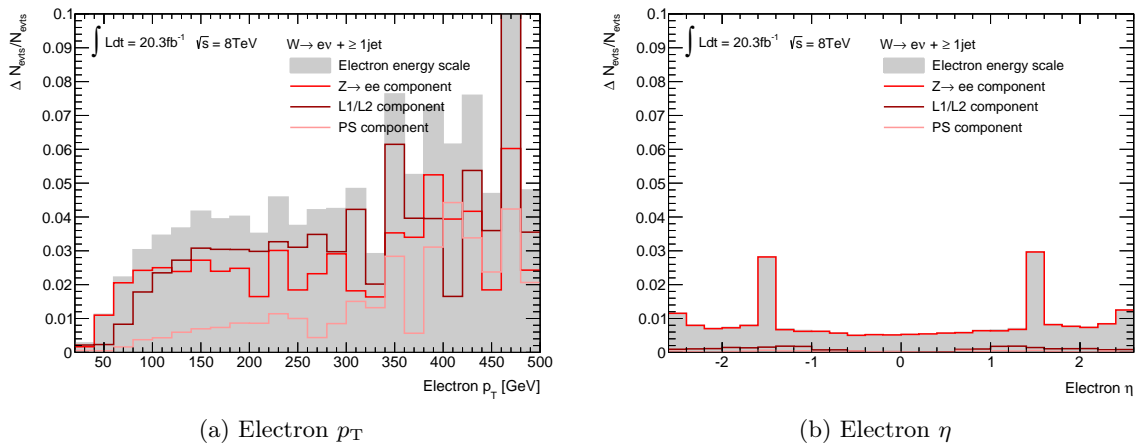 Δ N_evts/N_evts
0.1
0.09
0.08
0.07
0.06
0.05
0.04
0.03
0.02
0.01
0
∫ Ldt = 20.3fb⁻¹ √s = 8TeV
W→ eν + ≥ 1jet
Electron energy scale
Z→ ee component
L1/L2 component
PS component
50 100 150 200 250 300 350 400 450 500
Electron p_T [GeV]
(a) Electron p_T
Δ N_evts/N_evts
0.1
0.09
0.08
0.07
0.06
0.05
0.04
0.03
0.02
0.01
0
∫ Ldt = 20.3fb⁻¹ √s = 8TeV
W→ eν + ≥ 1jet
Electron energy scale
Z→ ee component
L1/L2 component
PS component
-2 -1 0 1 2
Electron η
(b) Electron η